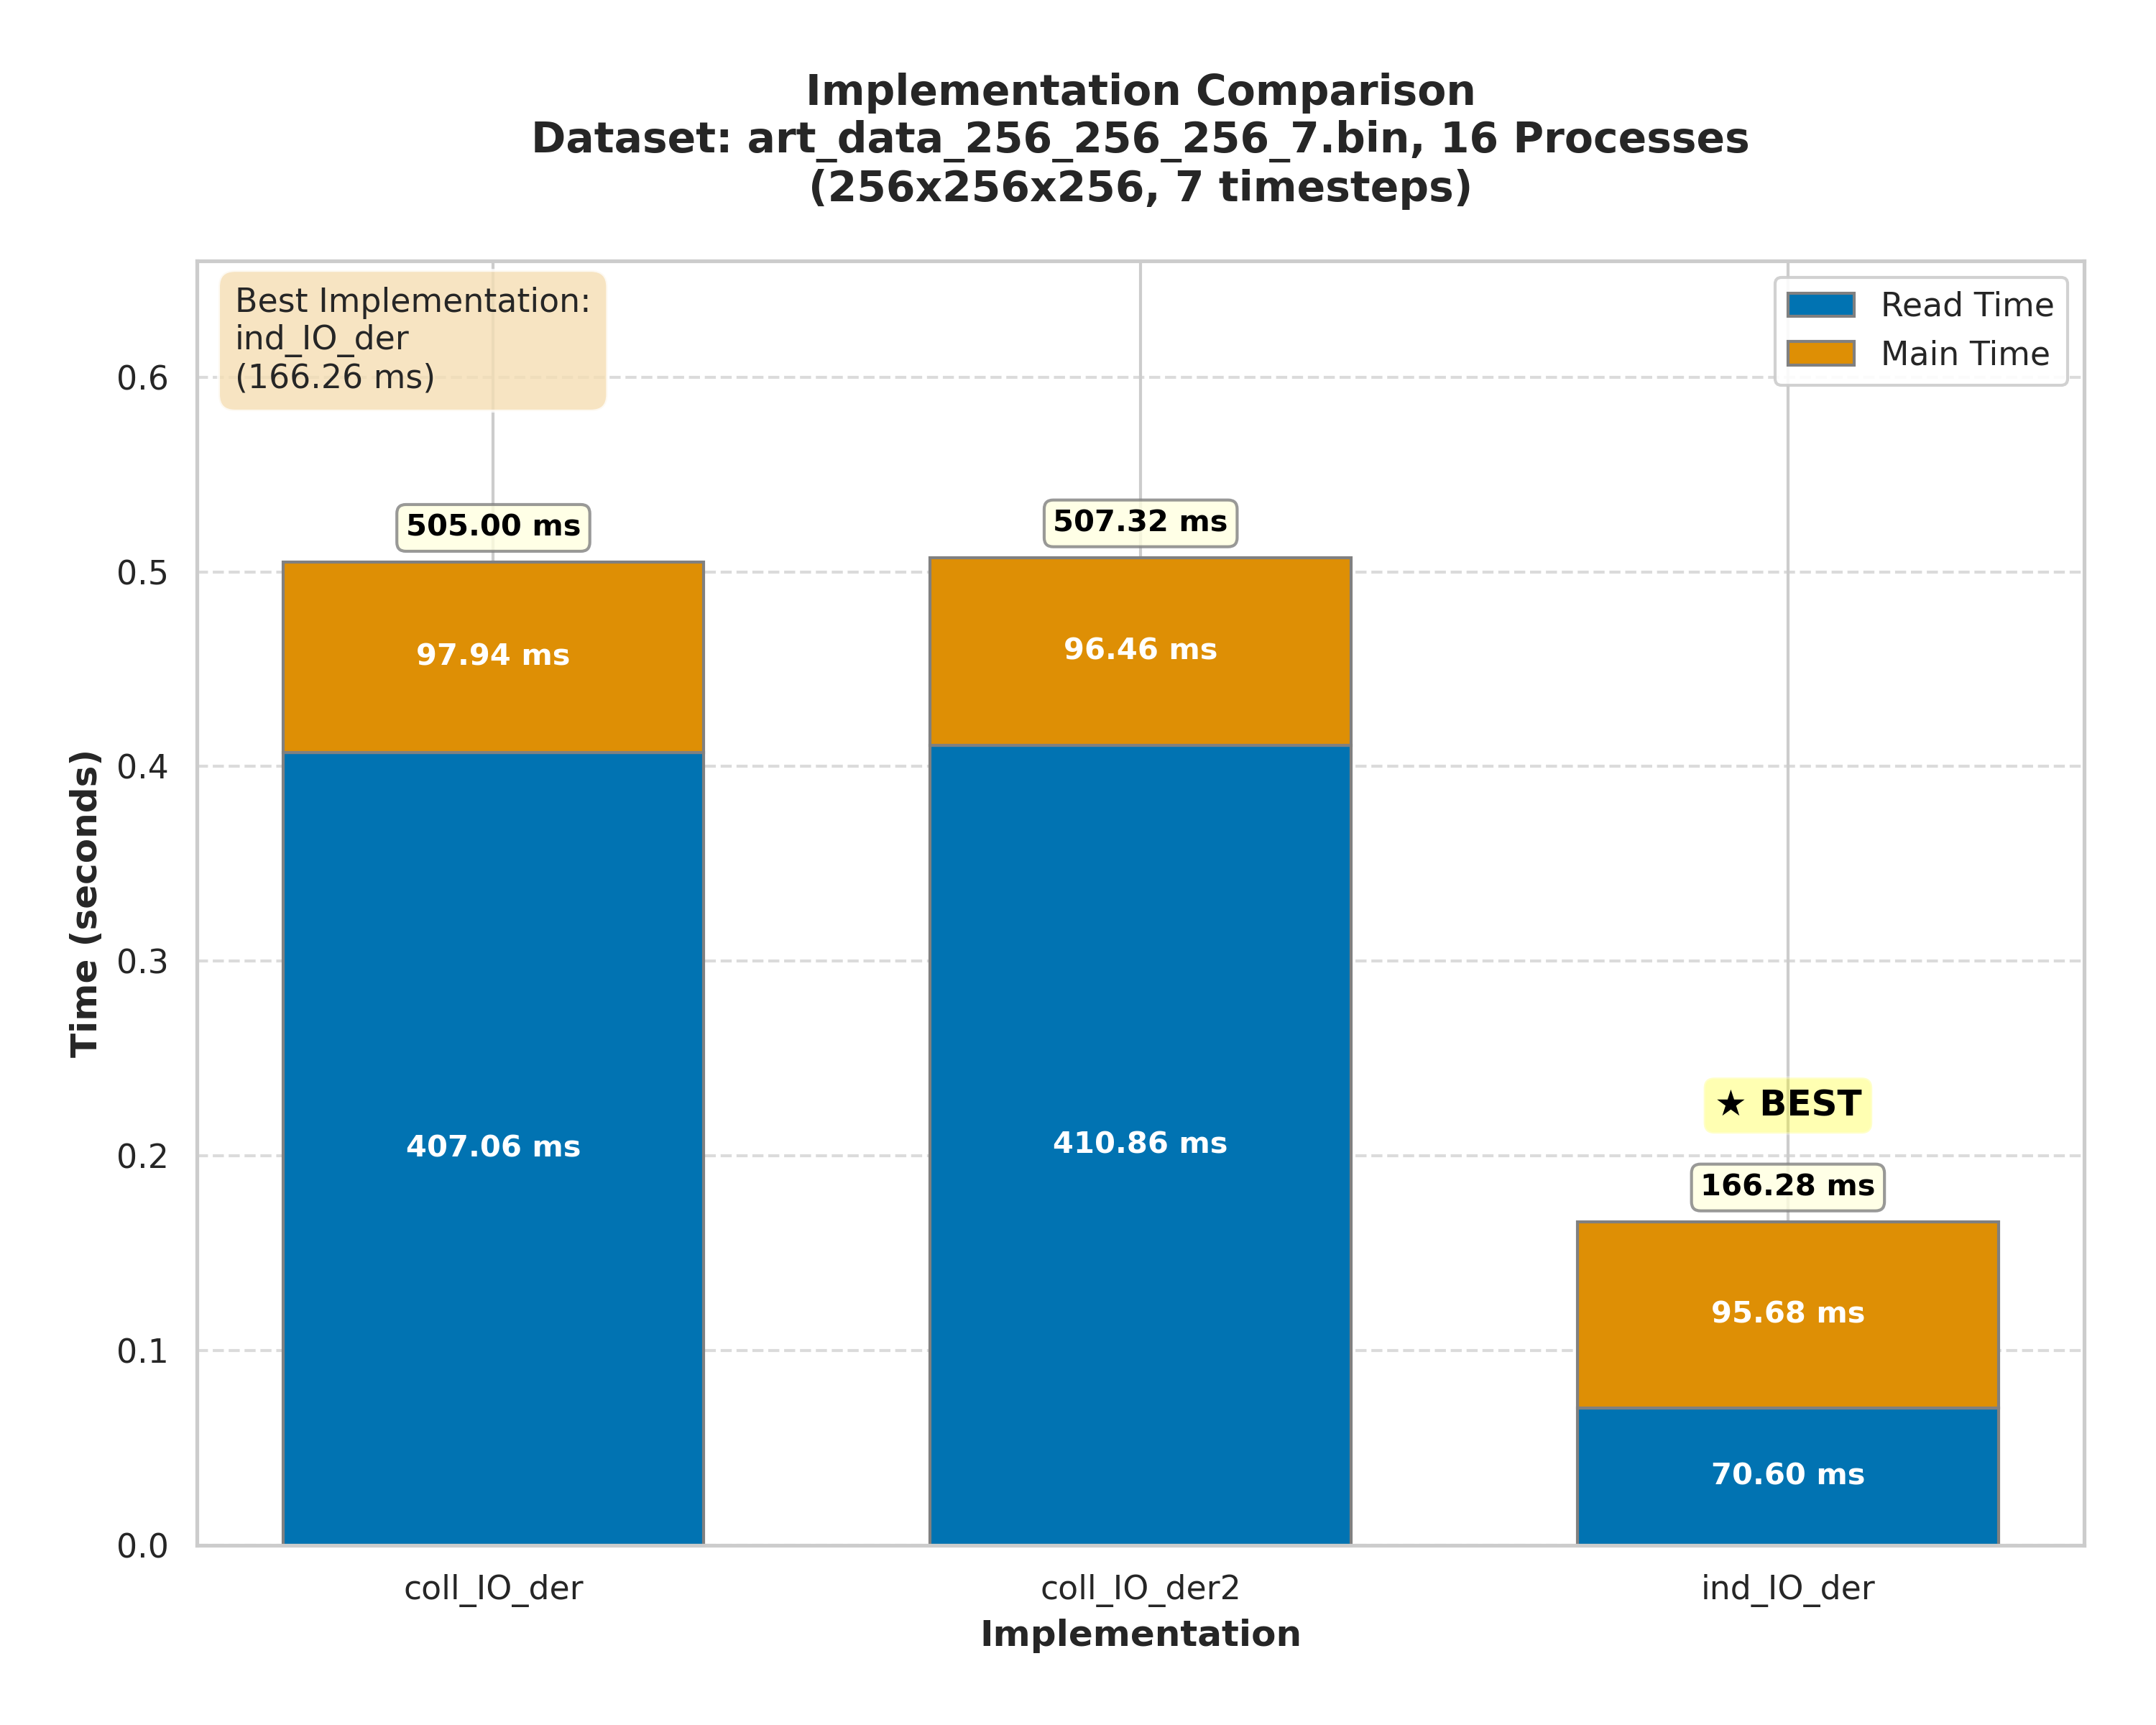 Implementation Comparison
Dataset: art_data_256_256_256_7.bin, 16 Processes
(256x256x256, 7 timesteps)
Best Implementation:
ind_IO_der
(166.26 ms)
Read Time
Main Time
Time (seconds)
0.6
0.5
0.4
0.3
0.2
0.1
0.0
505.00 ms
97.94 ms
407.06 ms
507.32 ms
96.46 ms
410.86 ms
★ BEST
166.28 ms
95.68 ms
70.60 ms
coll_IO_der
coll_IO_der2
ind_IO_der
Implementation